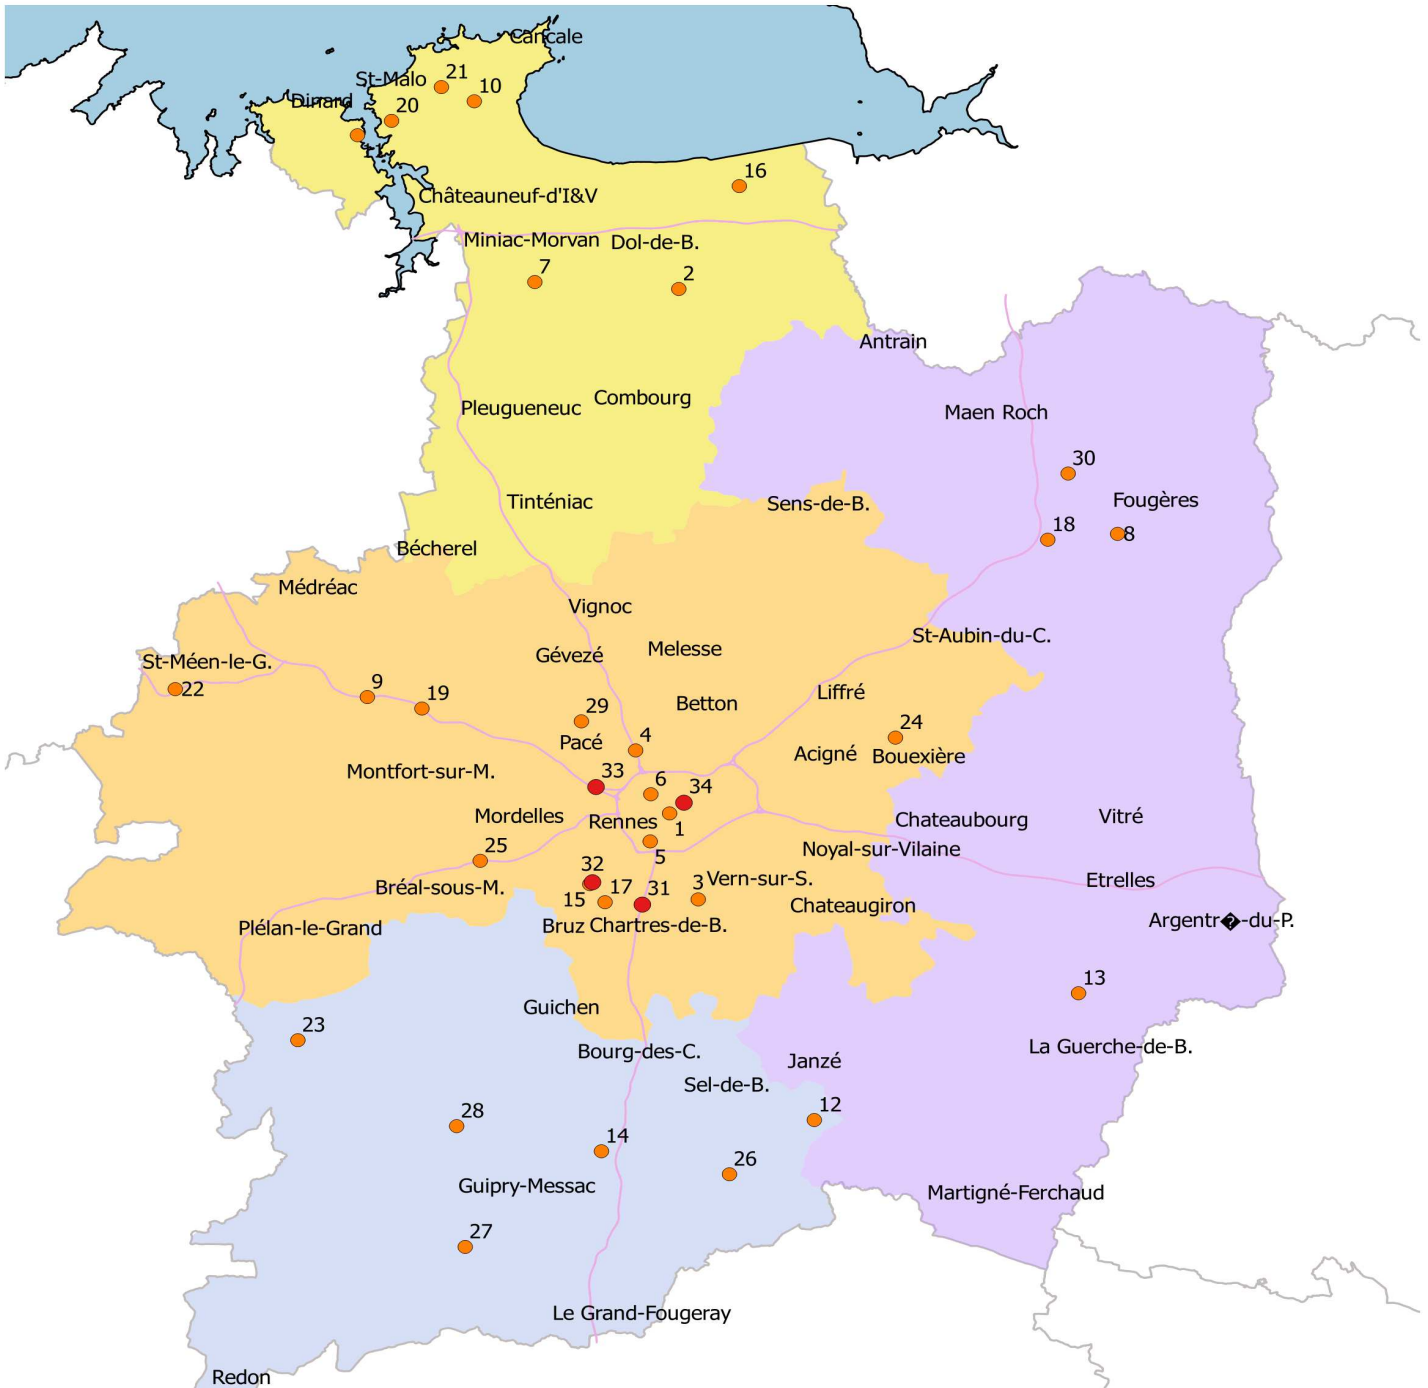 Cancale
St-Malo
21
10
Dinard
20
16
Châteauneuf-d'I&V
Miniac-Morvan
Dol-de-B.
7
2
Antrain
Pleugueneuc
Combourg
Maen Roch
30
Tinténiac
Sens-de-B.
Fougères
18
8
Bécherel
Médréac
Vignoc
St-Aubin-du-C.
Gévezé
Melesse
St-Méen-le-G.
22
9
19
Liffré
Betton
29
24
Pacé
4
Acigné
Bouexière
Montfort-sur-M.
33
6
34
Mordelles
Rennes
1
Chateaubourg
Vitré
25
5
Noyal-sur-Vilaine
32
Bréal-sous-M.
15
17
31
3
Vern-sur-S.
Etrelles
Chateaugiron
Plélan-le-Grand
Bruz
Chartres-de-B.
Argentr�-du-P.
13
Guichen
23
Bourg-des-C.
Janzé
La Guerche-de-B.
Sel-de-B.
28
12
14
26
Guipry-Messac
Martigné-Ferchaud
27
Le Grand-Fougeray
Redon